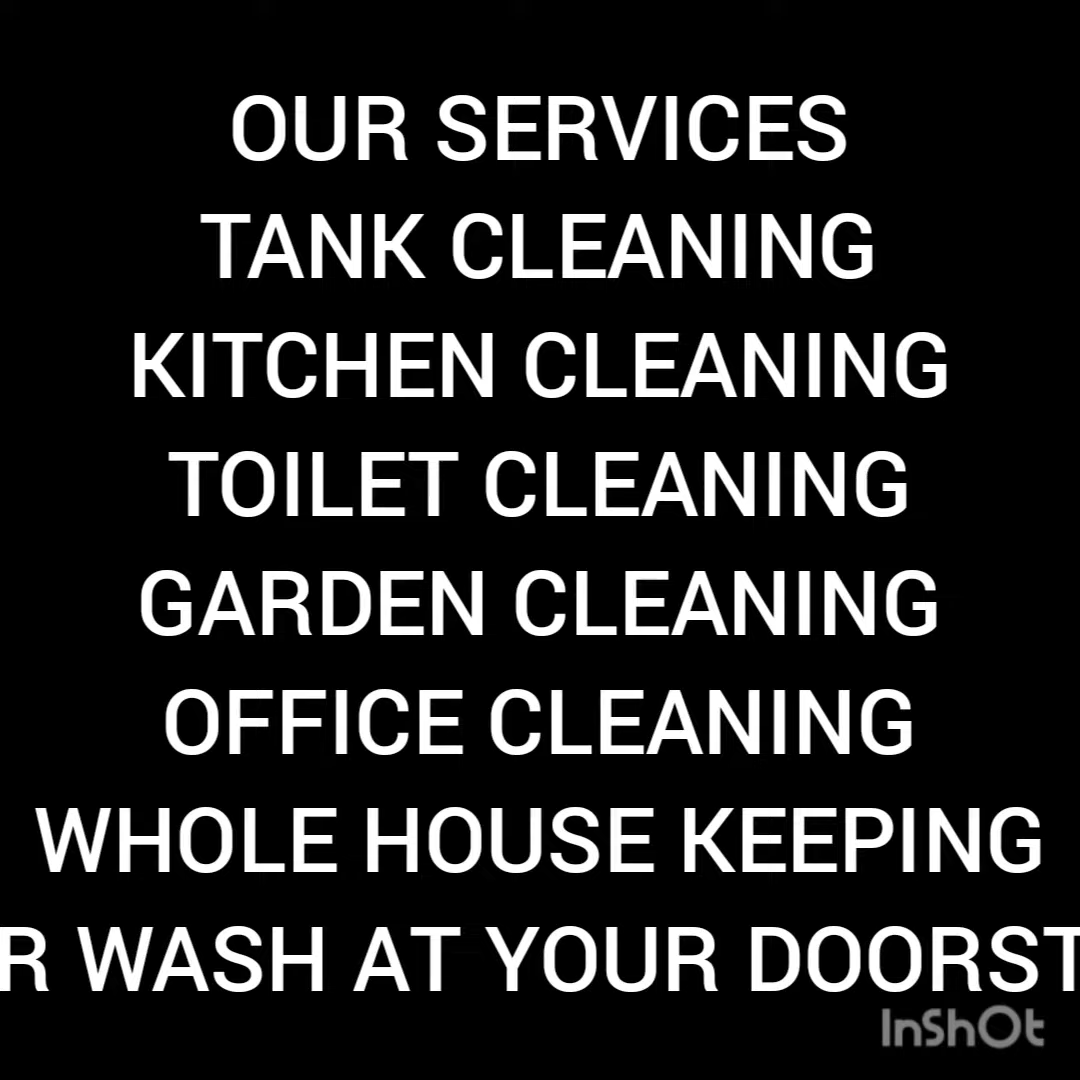 OUR SERVICES
TANK CLEANING
KITCHEN CLEANING
TOILET CLEANING
GARDEN CLEANING
OFFICE CLEANING
WHOLE HOUSE KEEPING
R WASH AT YOUR DOORST
InShOt